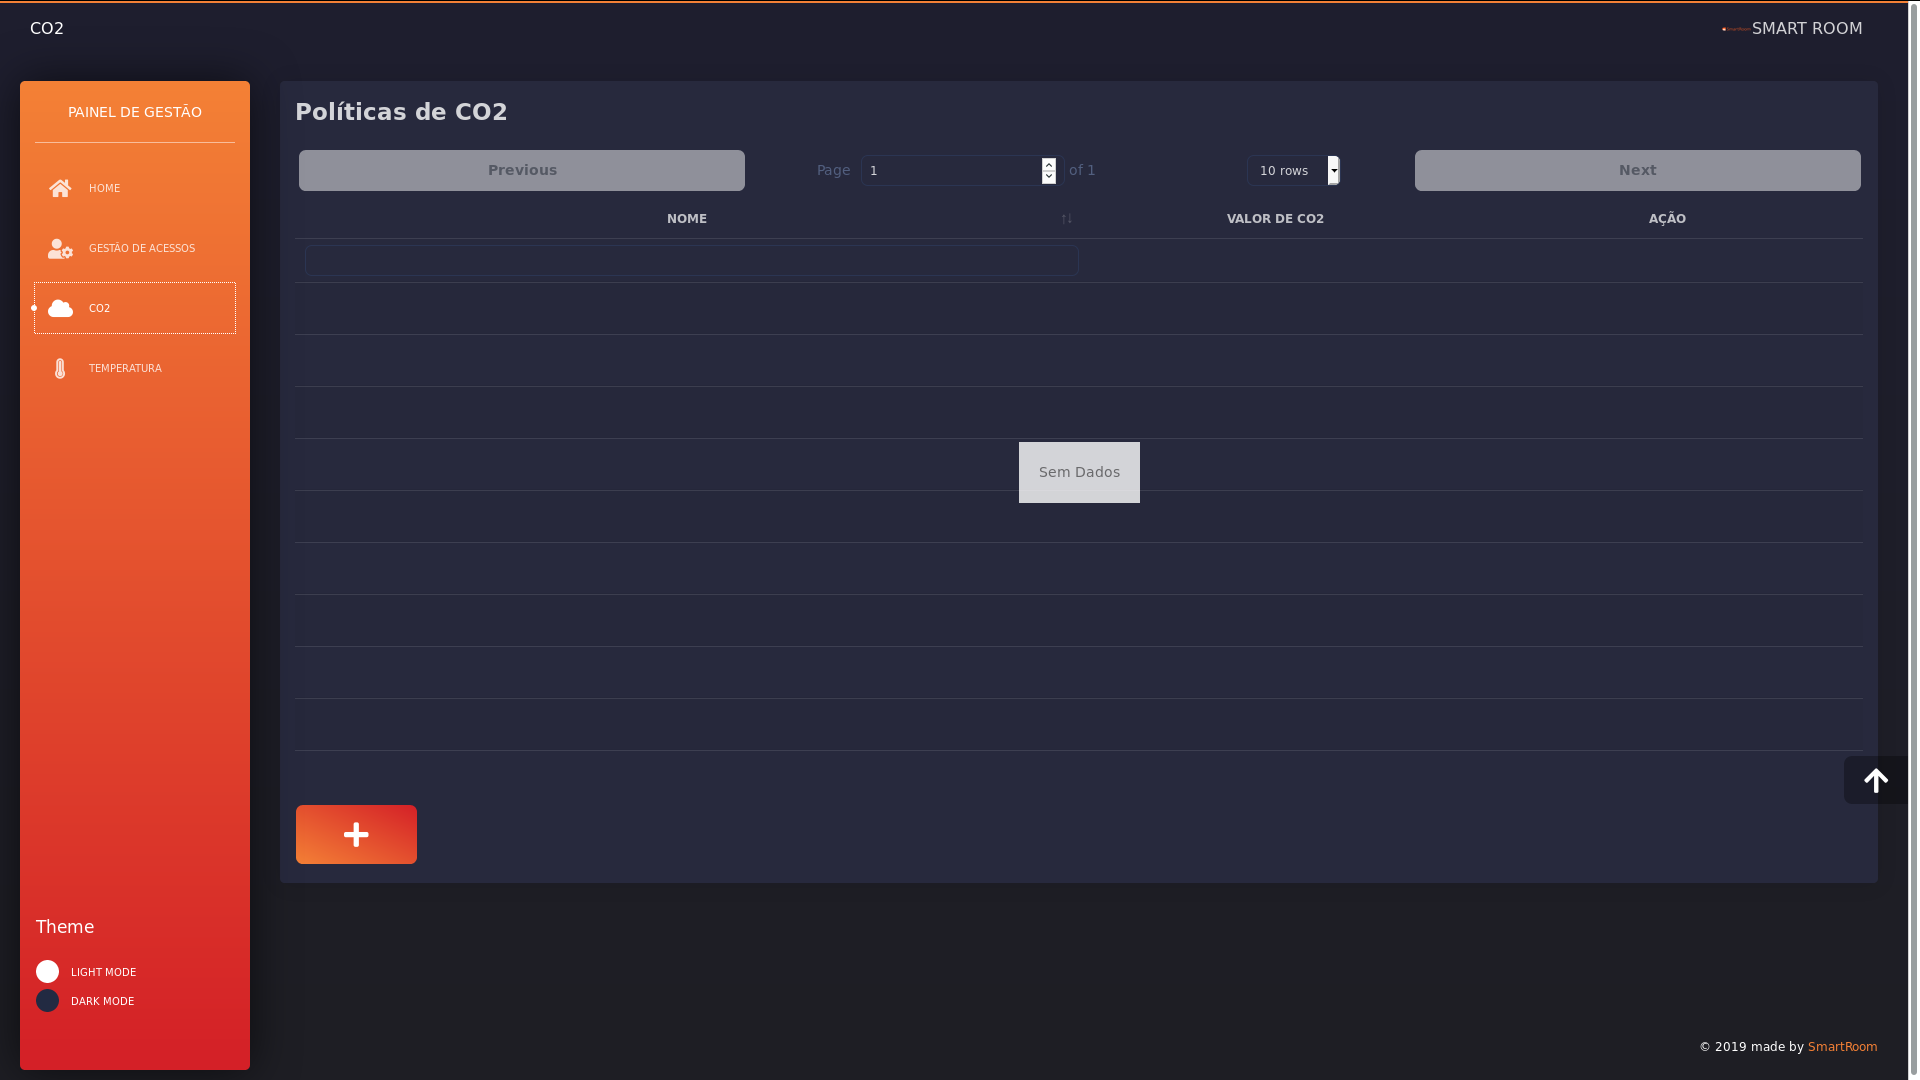 CO2
SMART ROOM
PAINEL DE GESTÃO
HOME
GESTÃO DE ACESSOS
CO2
TEMPERATURA
Theme
LIGHT MODE
DARK MODE
Políticas de CO2
Previous
Page 1 of 1
10 rows
Next
NOME
VALOR DE CO2
AÇÃO
Sem Dados
© 2019 made by SmartRoom